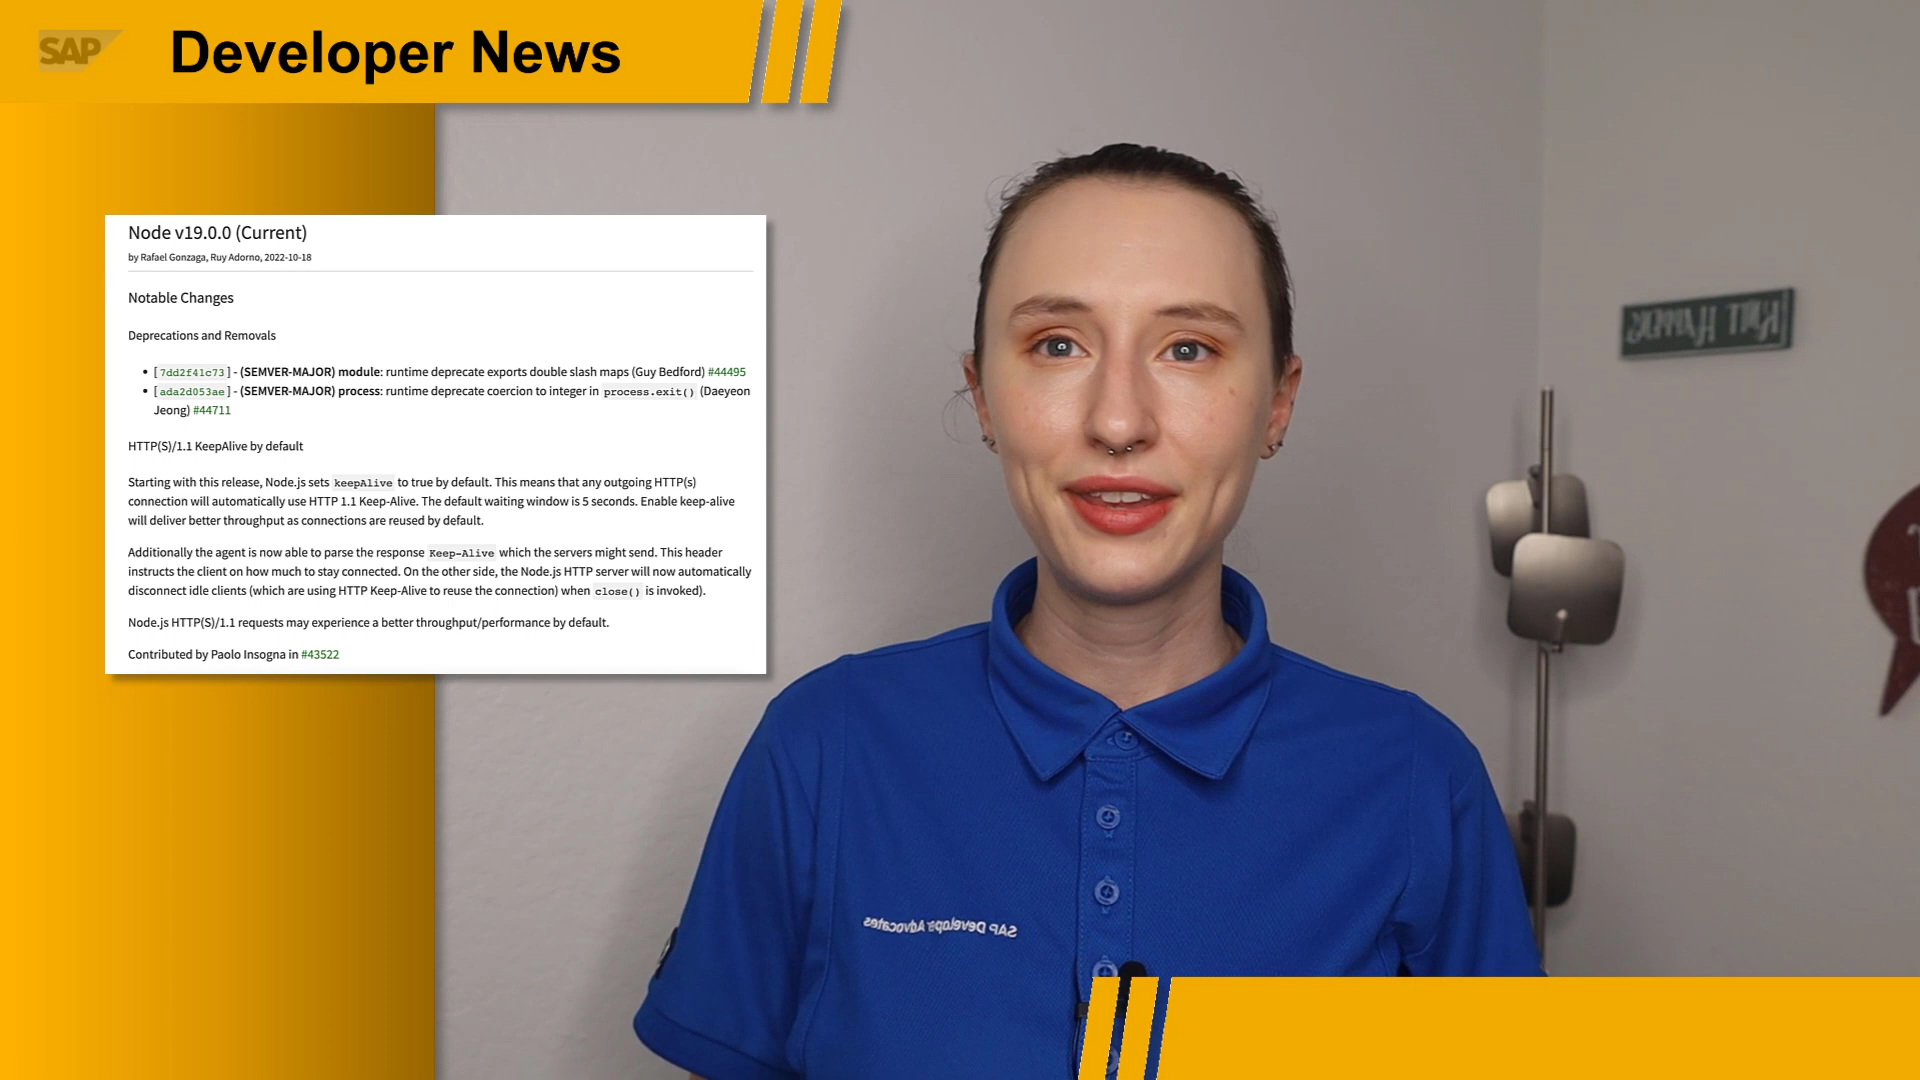 SAP
Developer News
Node v19.0.0 (Current)
by Rafael Gonzaga, Ruy Adorno, 2022-10-18
Notable Changes
Deprecations and Removals
• [7dd2f41c73] - (SEMVER-MAJOR) module: runtime deprecate exports double slash maps (Guy Bedford) #44495
• [ada2d053ae] - (SEMVER-MAJOR) process: runtime deprecate coercion to integer in process.exit() (Daeyeon
Jeong) #44711
HTTP(S)/1.1 KeepAlive by default
Starting with this release, Node.js sets keepAlive to true by default. This means that any outgoing HTTP(s)
connection will automatically use HTTP 1.1 Keep-Alive. The default waiting window is 5 seconds. Enable keep-alive
will deliver better throughput as connections are reused by default.
Additionally the agent is now able to parse the response Keep-Alive which the servers might send. This header
instructs the client on how much to stay connected. On the other side, the Node.js HTTP server will now automatically
disconnect idle clients (which are using HTTP Keep-Alive to reuse the connection) when close() is invoked).
Node.js HTTP(S)/1.1 requests may experience a better throughput/performance by default.
Contributed by Paolo Insogna in #43522
SAP Developer Advocates